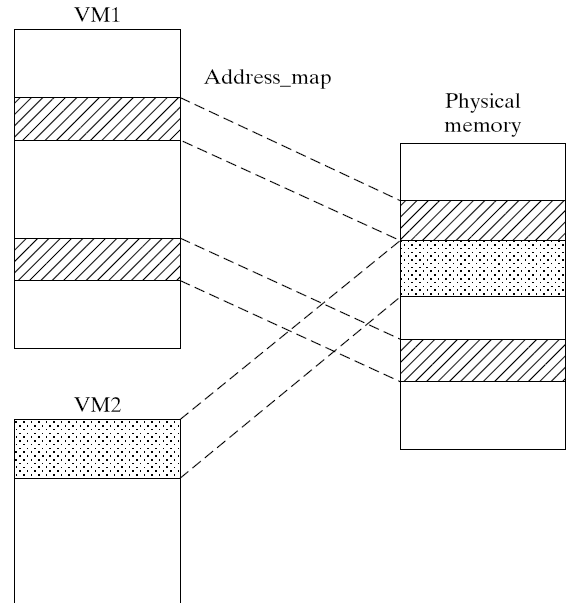 VM1
Address_map
Physical
memory
VM2